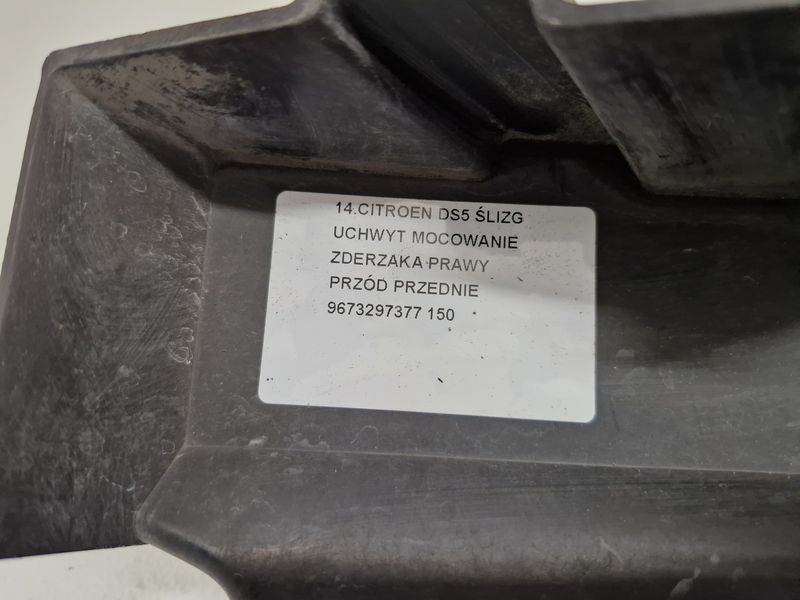 14.CITROEN DS5 ŚLIZG
UCHWYT MOCOWANIE
ZDERZAKA PRAWY
PRZÓD PRZEDNIE
9673297377 150